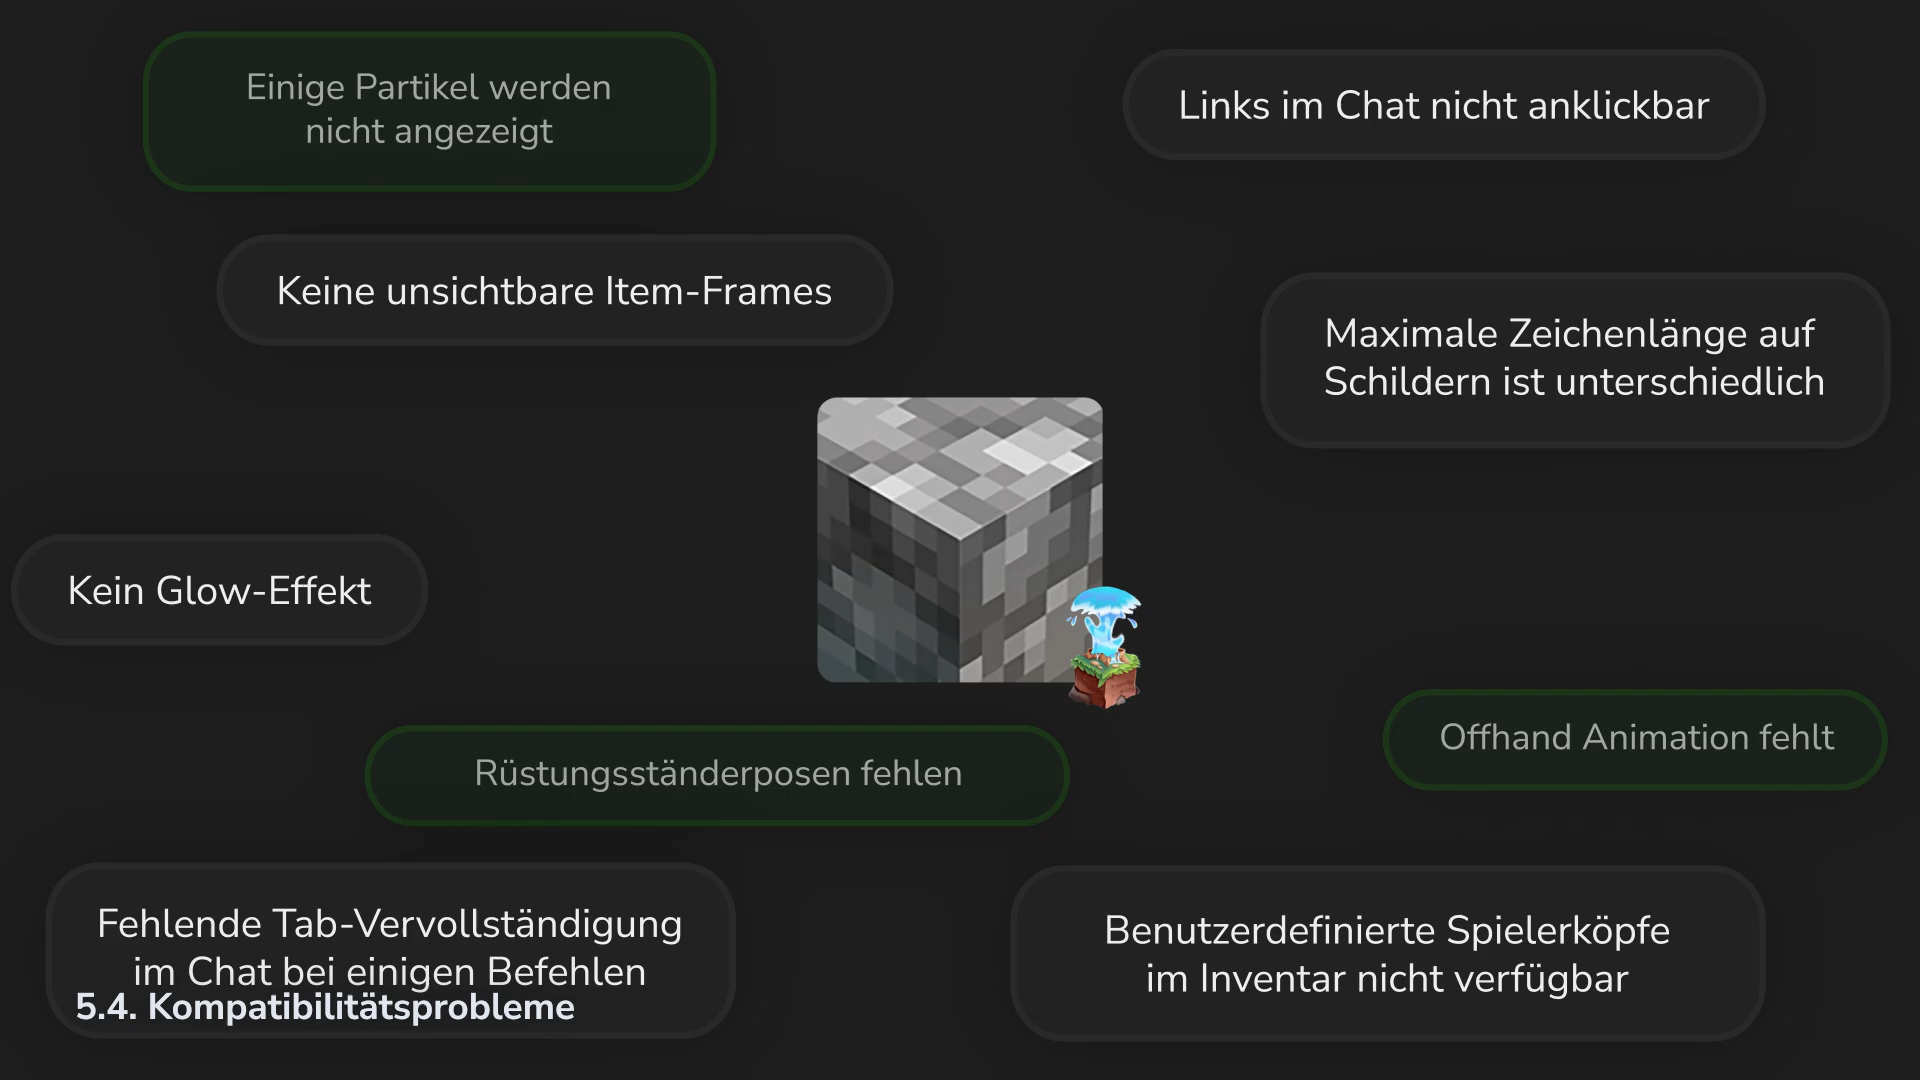 Einige Partikel werden
nicht angezeigt
Links im Chat nicht anklickbar
Keine unsichtbare Item-Frames
Maximale Zeichenlänge auf
Schildern ist unterschiedlich
Kein Glow-Effekt
Offhand Animation fehlt
Rüstungsständerposen fehlen
Fehlende Tab-Vervollständigung
im Chat bei einigen Befehlen
Benutzerdefinierte Spielerköpfe
im Inventar nicht verfügbar
5.4. Kompatibilitätsprobleme